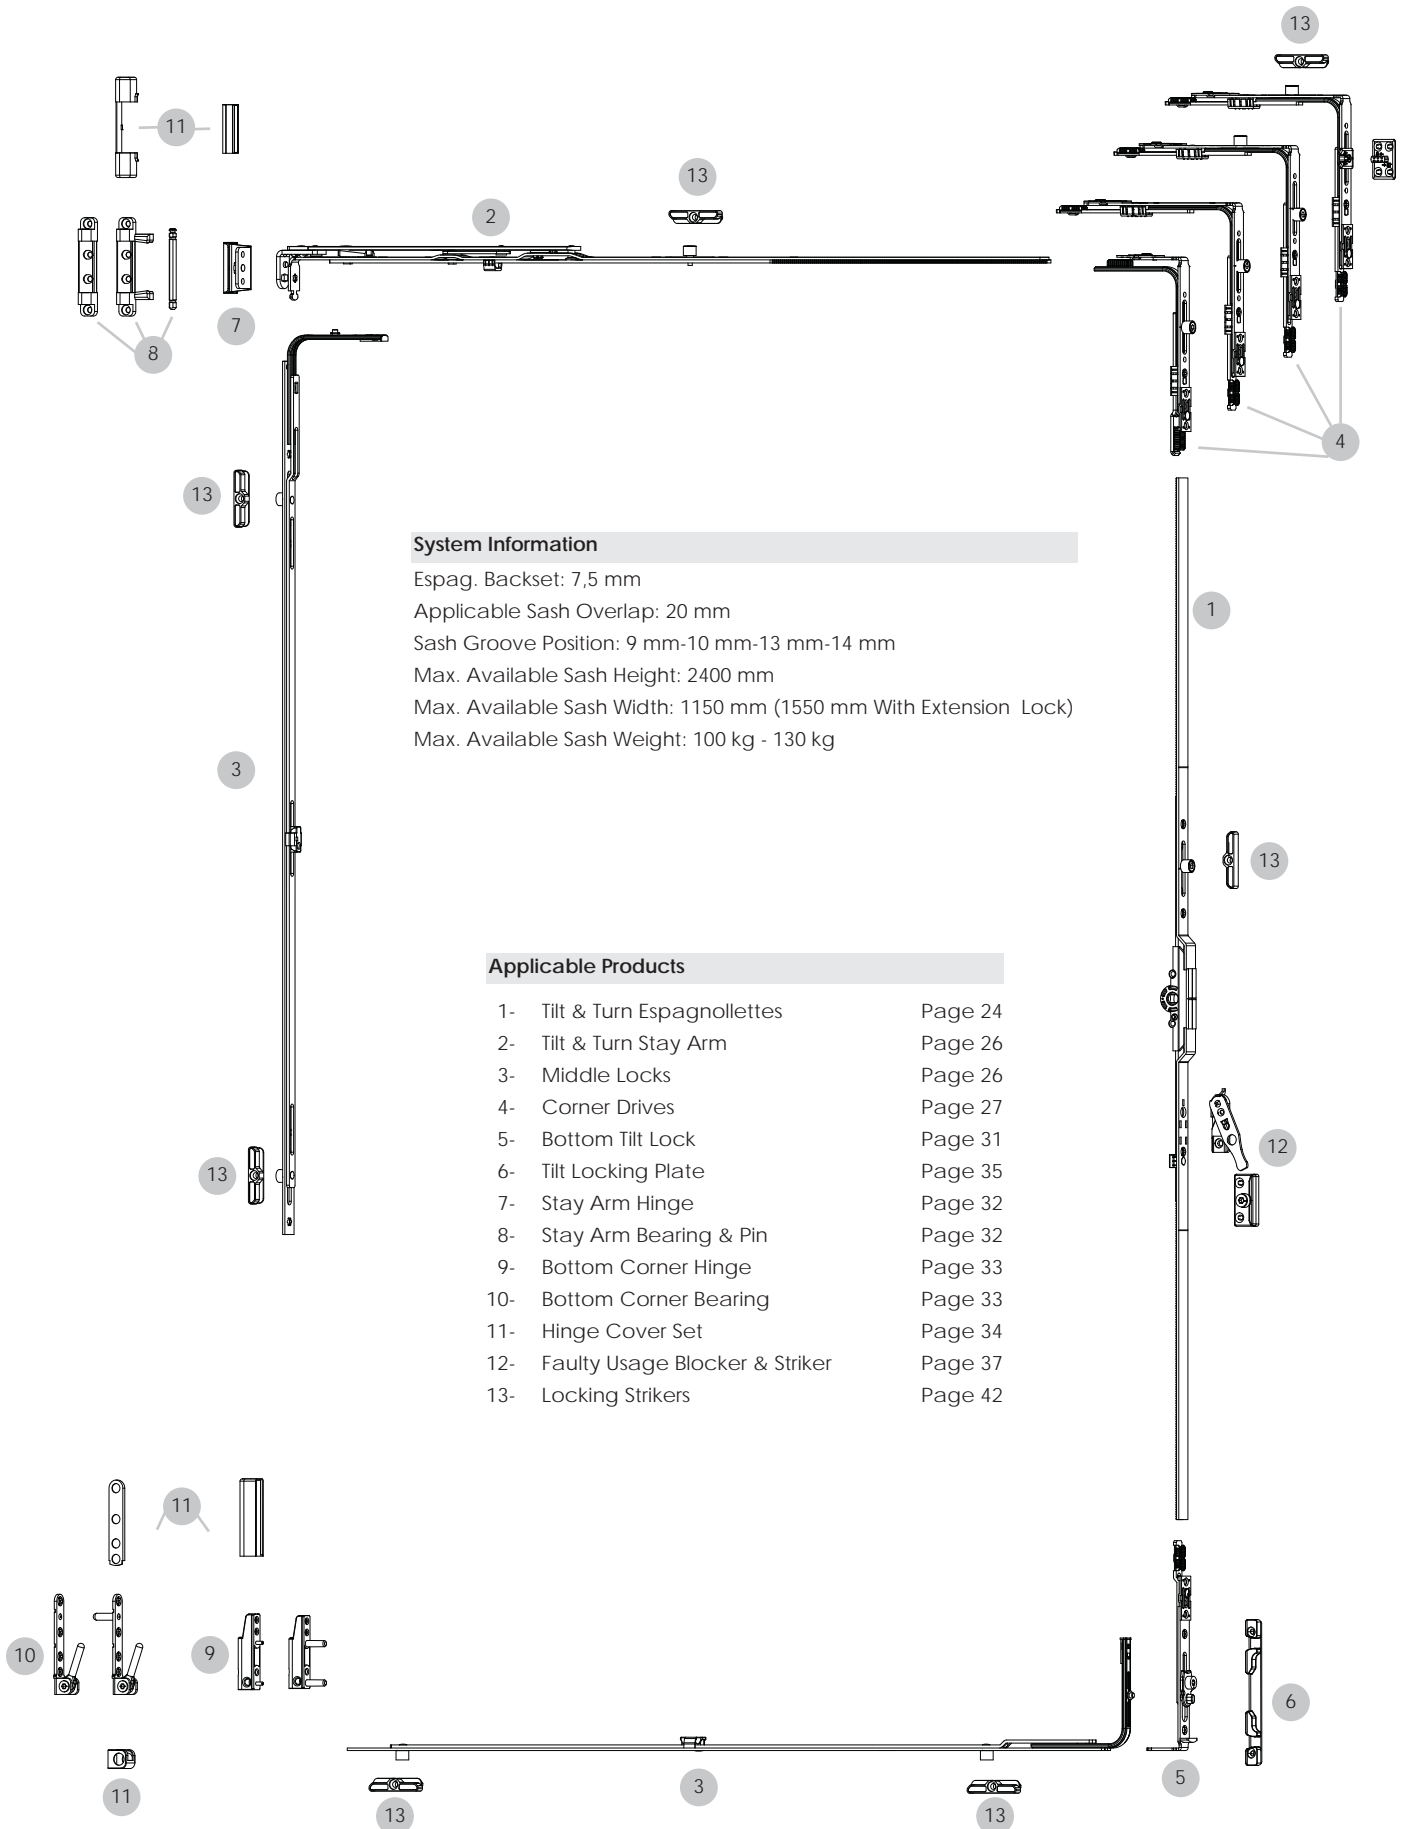 13
11
13
2
7
8
4
13
System Information
Espag. Backset: 7,5 mm
Applicable Sash Overlap: 20 mm
Sash Groove Position: 9 mm-10 mm-13 mm-14 mm
Max. Available Sash Height: 2400 mm
Max. Available Sash Width: 1150 mm (1550 mm With Extension Lock)
Max. Available Sash Weight: 100 kg - 130 kg
1
3
13
Applicable Products
1- Tilt & Turn Espagnollettes Page 24
2- Tilt & Turn Stay Arm Page 26
3- Middle Locks Page 26
4- Corner Drives Page 27
5- Bottom Tilt Lock Page 31
6- Tilt Locking Plate Page 35
7- Stay Arm Hinge Page 32
8- Stay Arm Bearing & Pin Page 32
9- Bottom Corner Hinge Page 33
10- Bottom Corner Bearing Page 33
11- Hinge Cover Set Page 34
12- Faulty Usage Blocker & Striker Page 37
13- Locking Strikers Page 42
12
13
11
10
9
6
5
3
11
13
13